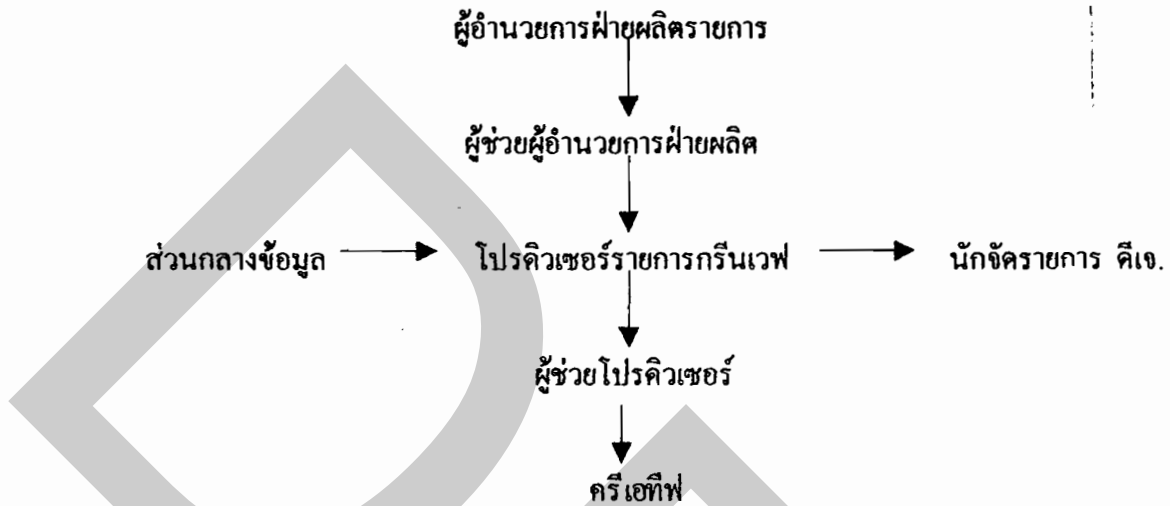 ผู้อำนวยการฝ่ายผลิตรายการ
ผู้ช่วยผู้อำนวยการฝ่ายผลิต
ส่วนกลางข้อมูล โปรดิวเซอร์รายการกรีนเวฟ นักจัดรายการ ดีเจ.
ผู้ช่วยโปรดิวเซอร์
ครีเอทีฟ